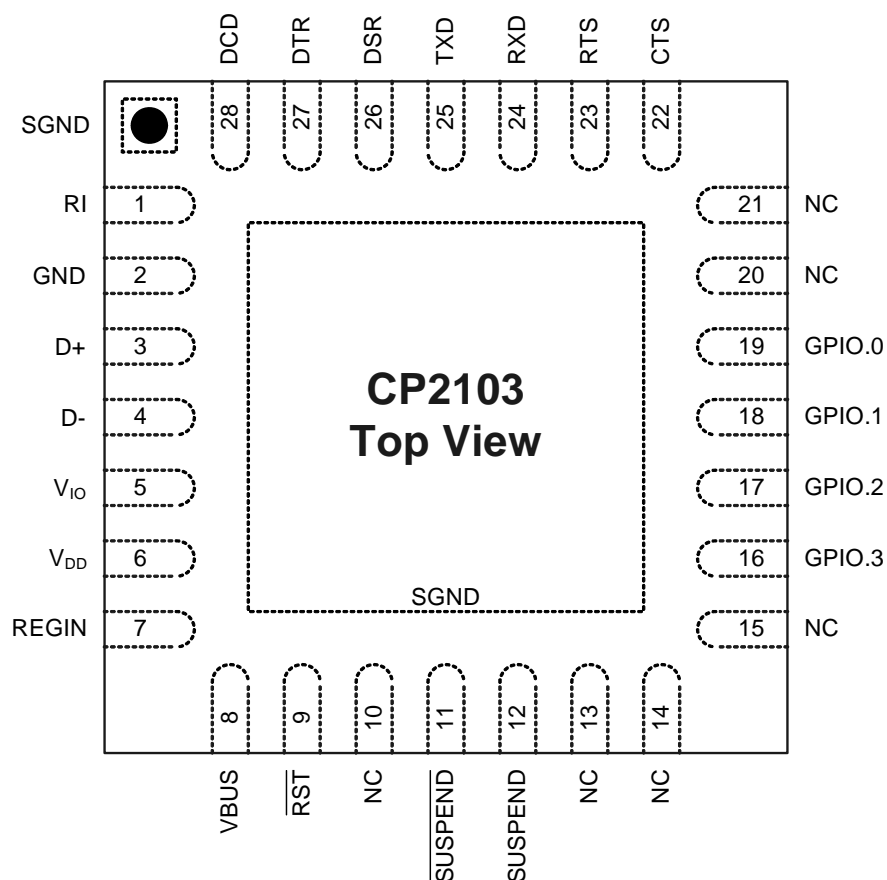 DCD
DTR
DSR
TXD
RXD
RTS
CTS
28
27
26
25
24
23
22
SGND
RI 1
GND 2
D+ 3
D- 4
VIO 5
VDD 6
REGIN 7
21 NC
20 NC
19 GPIO.0
18 GPIO.1
17 GPIO.2
16 GPIO.3
15 NC
CP2103
Top View
SGND
8
9
10
11
12
13
14
VBUS
RST
NC
SUSPEND
SUSPEND
NC
NC